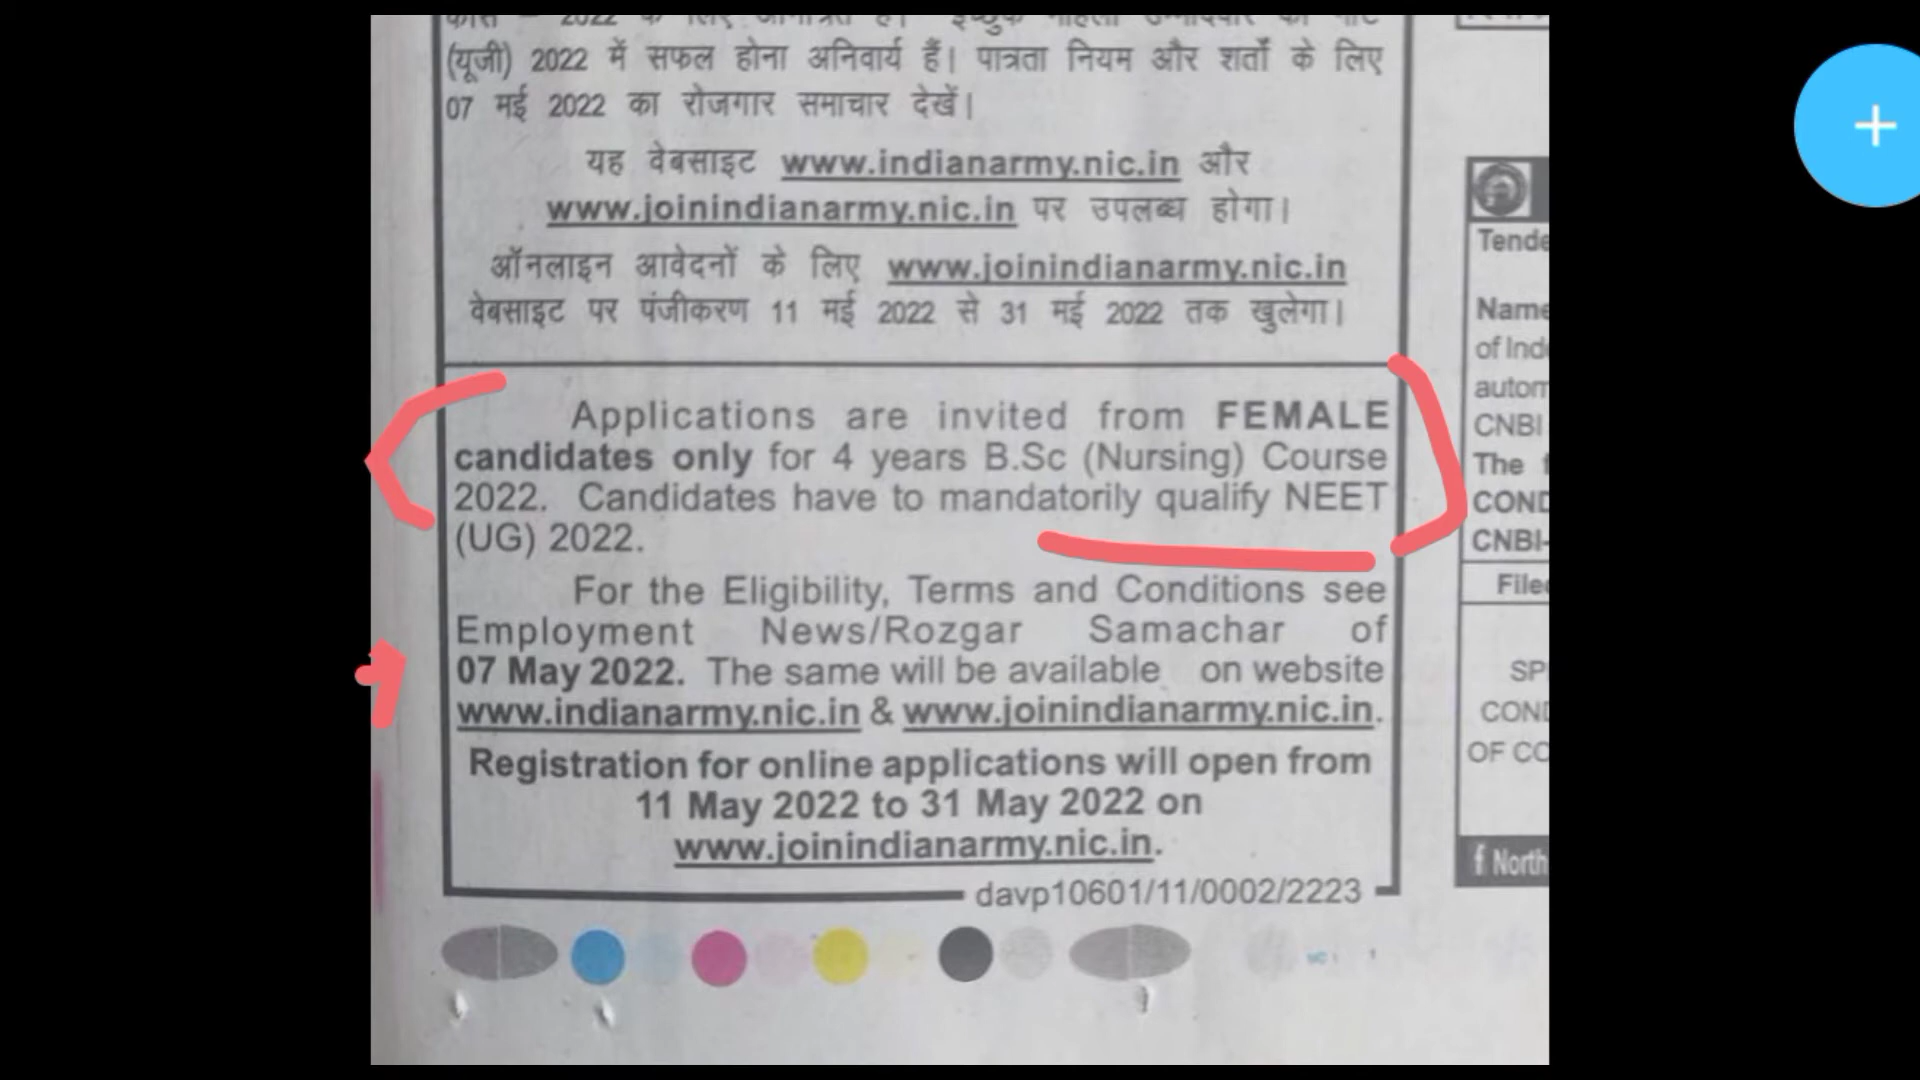 (यूजी) 2022 में सफल होना अनिवार्य हैं। पात्रता नियम और शर्तों के लिए
07 मई 2022 का रोजगार समाचार देखें।
यह वेबसाइट www.indianarmy.nic.in और
www.joinindianarmy.nic.in पर उपलब्ध होगा।
ऑनलाइन आवेदनों के लिए www.joinindianarmy.nic.in
वेबसाइट पर पंजीकरण 11 मई 2022 से 31 मई 2022 तक खुलेगा।
Applications are invited from FEMALE
candidates only for 4 years B.Sc (Nursing) Course
2022. Candidates have to mandatorily qualify NEET
(UG) 2022.
For the Eligibility, Terms and Conditions see
Employment News/Rozgar Samachar of
07 May 2022. The same will be available on website
www.indianarmy.nic.in & www.joinindianarmy.nic.in.
Registration for online applications will open from
11 May 2022 to 31 May 2022 on
www.joinindianarmy.nic.in.
davp10601/11/0002/2223
Tende
Name
of Ind
autom
CNBI
The
COND
CNBI-
File
SP
COND
OF CO
f North